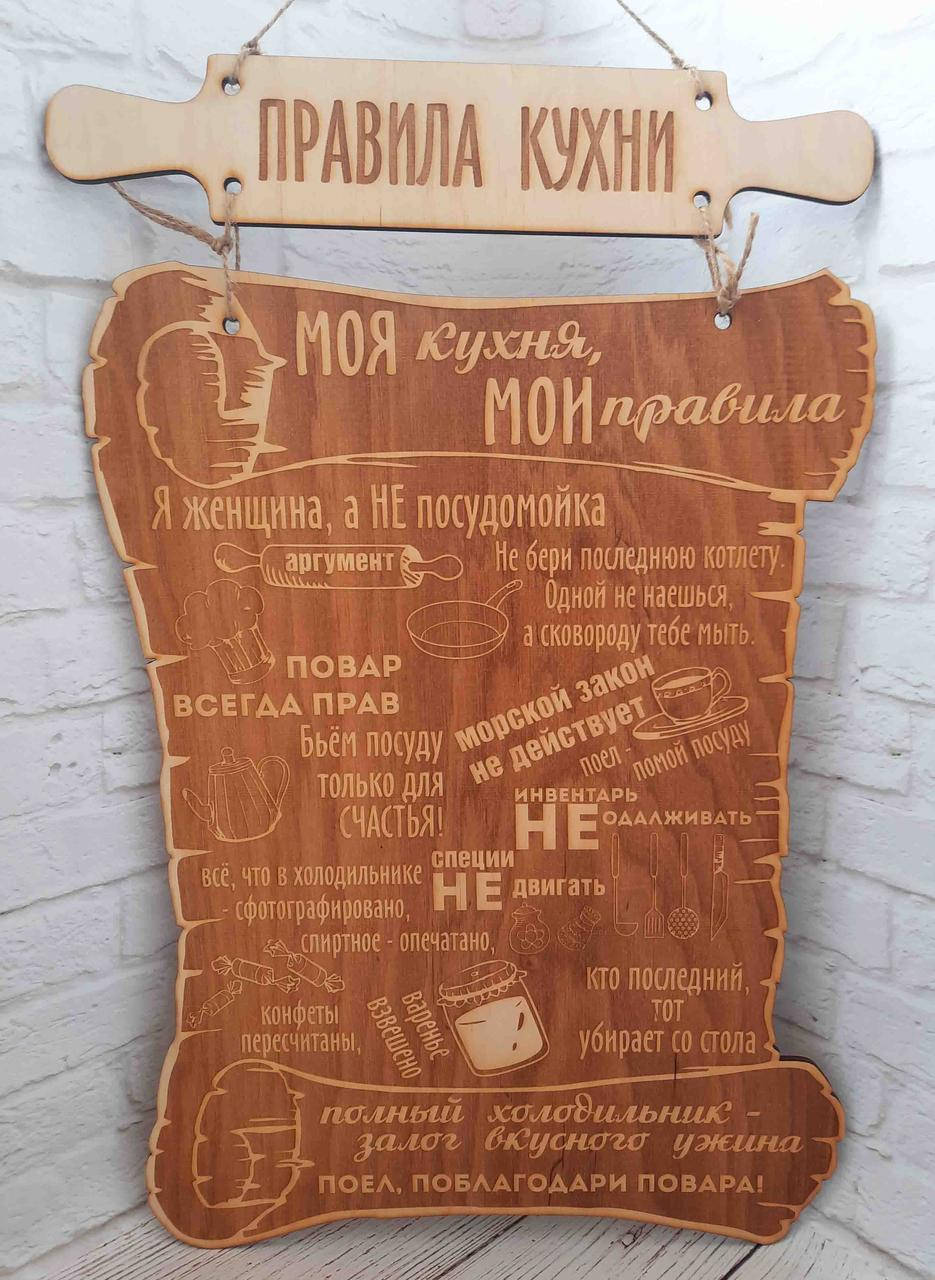 ПРАВИЛА КУХНИ
МОЯ кухня,
МОИ правила
Я женщина, а НЕ посудомойка
аргумент
Не бери последнюю котлету.
Одной не наешься,
а сковороду тебе мыть.
ПОВАР
ВСЕГДА ПРАВ
морской закон
не действует
поел -
помой посуду
Бьём посуду
только для
СЧАСТЬЯ!
ИНВЕНТАРЬ
НЕ ОДАЛЖИВАТЬ
специи
НЕ двигать
всё, что в холодильнике
- сфотографировано,
спиртное - опечатано,
конфеты
пересчитаны,
варенье
взвешено
кто последний,
тот
убирает со стола
полный холодильник -
залог вкусного ужина
ПОЕЛ, ПОБЛАГОДАРИ ПОВАРА!